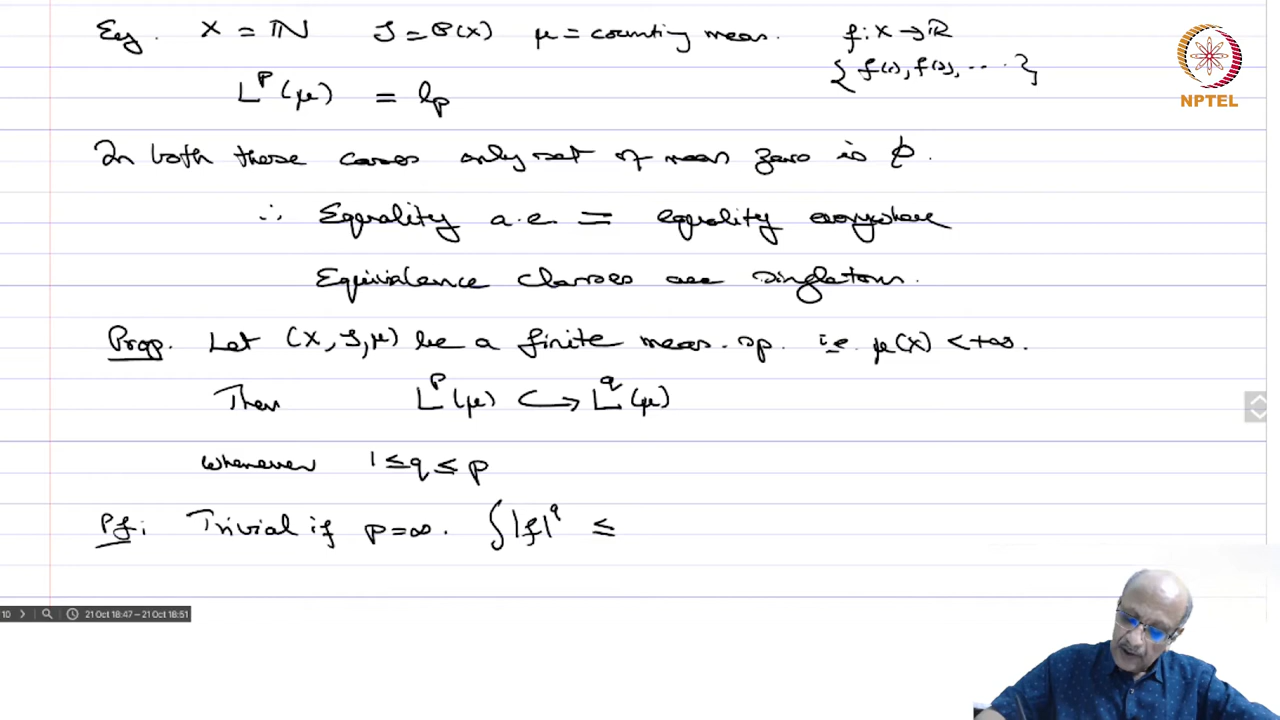 Eg. X = ℕ 𝒮 = 𝒫(X) μ = counting meas. f: X → ℝ
{f(1), f(2), ....}
L^p(μ) = l_p
In both these cases only set of meas zero is φ.
∴ Equality a.e. = equality everywhere
Equivalence classes are singletons.
Prop. Let (X, 𝒮, μ) be a finite meas. sp. i.e. μ(X) < +∞.
Then L^p(μ) ↪ L^q(μ)
whenever 1 ≤ q ≤ p
Pf: Trivial if p = ∞. ∫|f|^q ≤
NPTEL
10 21 Oct 18:47 – 21 Oct 18:51